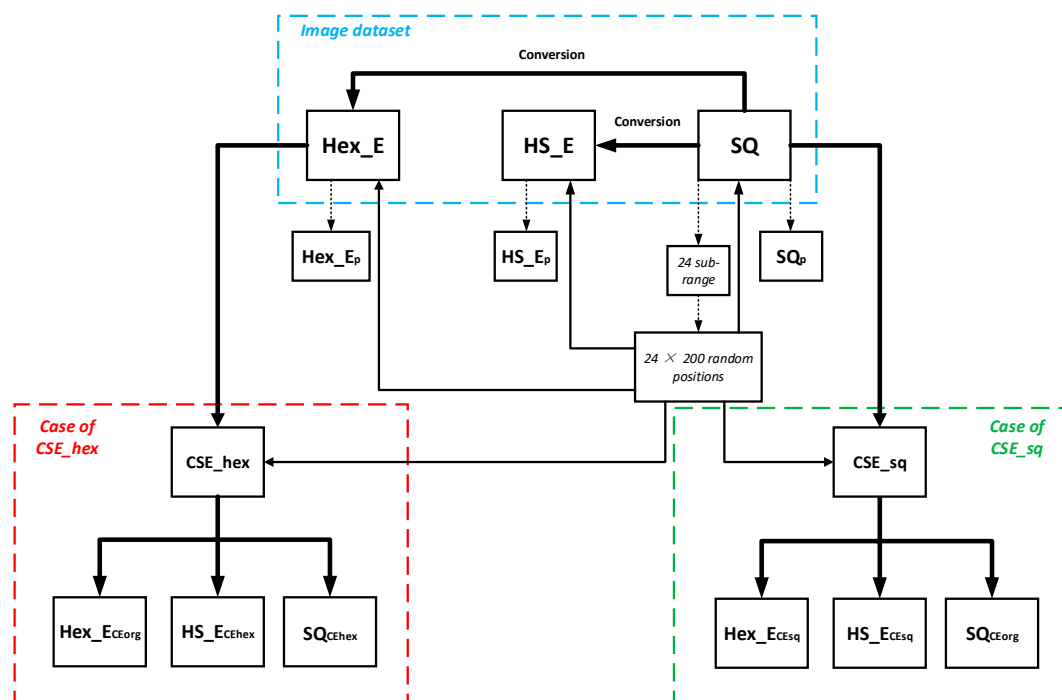 Image dataset
Conversion
Conversion
Hex_E
HS_E
SQ
Hex_Ep
HS_Ep
24 sub-
range
SQp
24 × 200 random
positions
Case of
CSE_hex
Case of
CSE_sq
CSE_hex
CSE_sq
Hex_ECEorg
HS_ECEhex
SQCEhex
Hex_ECEsq
HS_ECEsq
SQCEorg